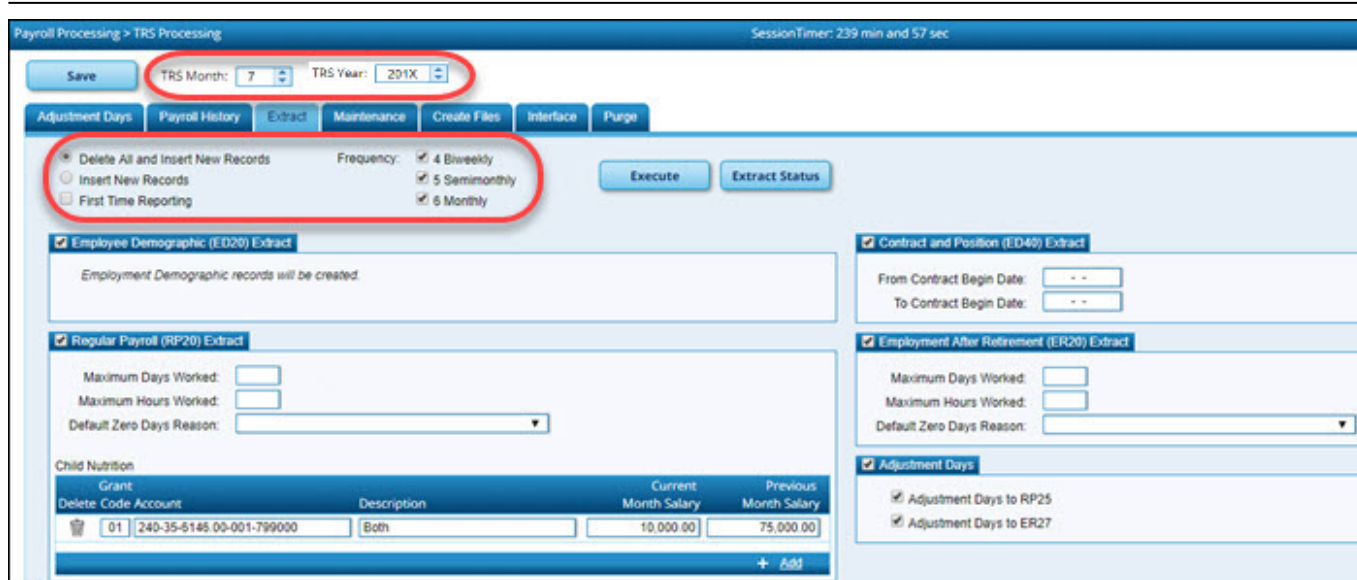 Payroll Processing > TRS Processing SessionTimer: 239 min and 57 sec
Save TRS Month: 7 TRS Year: 201X
Adjustment Days Payroll History Extract Maintenance Create Files Interface Purge
Delete All and Insert New Records Frequency: 4 Biweekly
Insert New Records 5 Semimonthly Execute Extract Status
First Time Reporting 6 Monthly
Employee Demographic (ED20) Extract Contract and Position (ED40) Extract
Employment Demographic records will be created. From Contract Begin Date: - -
To Contract Begin Date: - -
Regular Payroll (RP20) Extract Employment After Retirement (ER20) Extract
Maximum Days Worked: Maximum Days Worked:
Maximum Hours Worked: Maximum Hours Worked:
Default Zero Days Reason: Default Zero Days Reason:
Child Nutrition Adjustment Days
Grant Current Previous
Delete Code Account Description Month Salary Month Salary
01 240-35-6146.00-001-799000 Both 10,000.00 75,000.00
Adjustment Days to RP25
Adjustment Days to ER27
+ Add